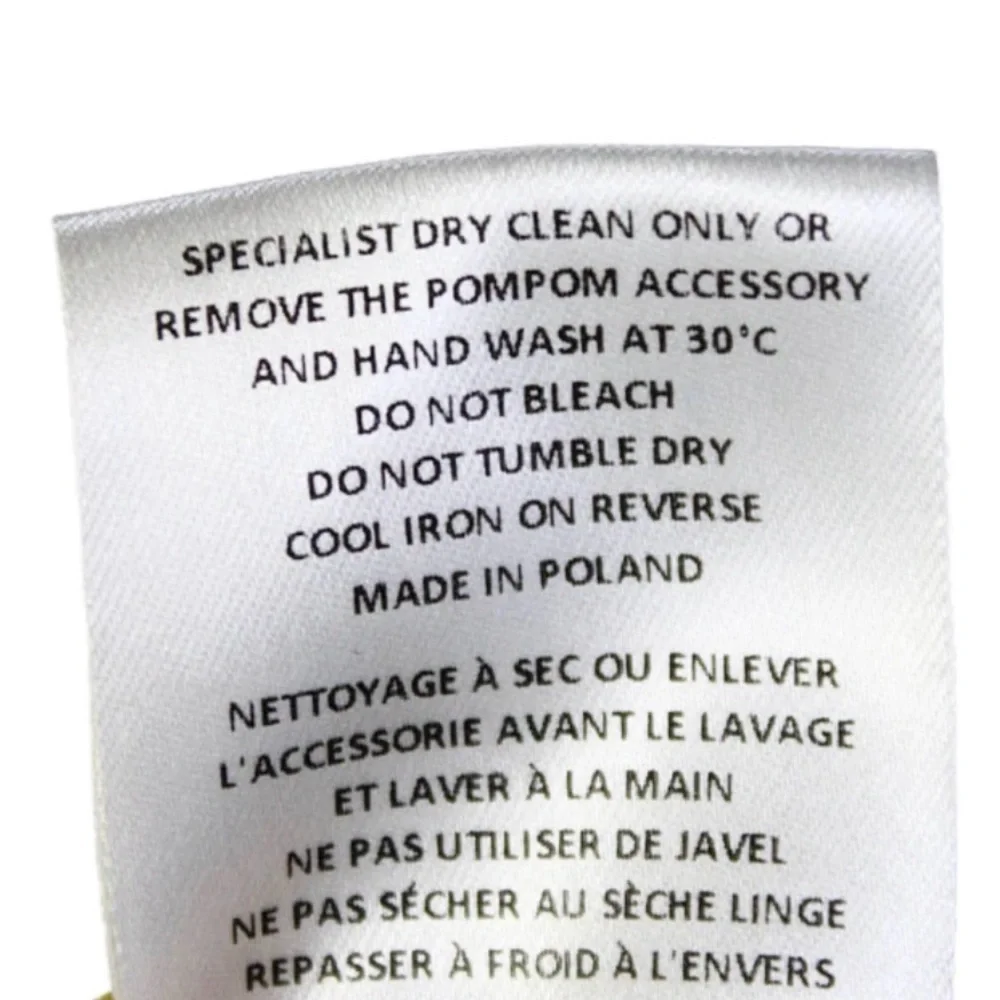 SPECIALIST DRY CLEAN ONLY OR
REMOVE THE POMPOM ACCESSORY
AND HAND WASH AT 30°C
DO NOT BLEACH
DO NOT TUMBLE DRY
COOL IRON ON REVERSE
MADE IN POLAND
NETTOYAGE À SEC OU ENLEVER
L'ACCESSORIE AVANT LE LAVAGE
ET LAVER À LA MAIN
NE PAS UTILISER DE JAVEL
NE PAS SÉCHER AU SÈCHE LINGE
REPASSER À FROID À L'ENVERS